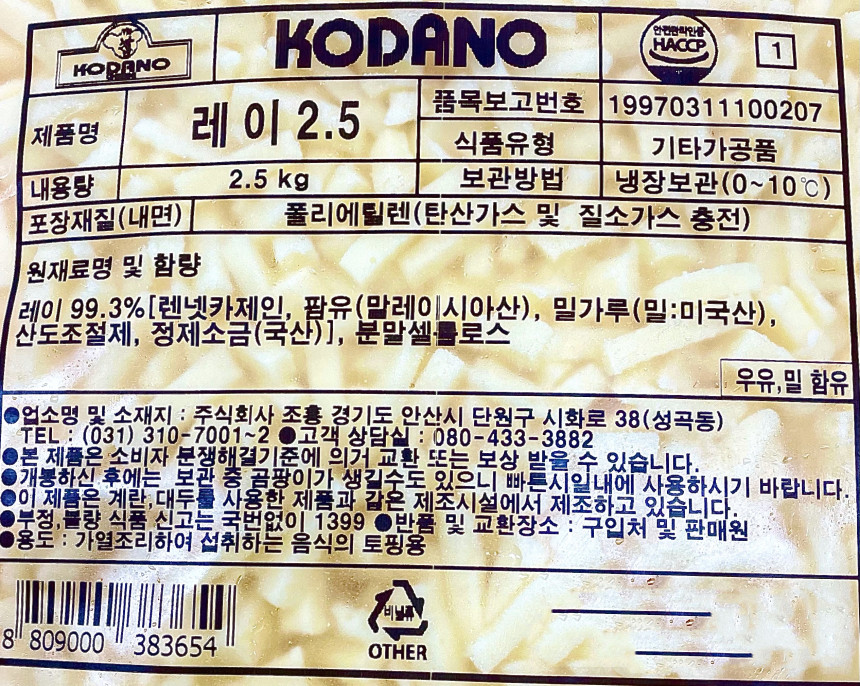 KODANO
KODANO
안전관리인증
HACCP
1
제품명
레이 2.5
품목보고번호
19970311100207
식품유형
기타가공품
내용량
2.5 kg
보관방법
냉장보관(0~10℃)
포장재질(내면)
폴리에틸렌(탄산가스 및 질소가스 충전)
원재료명 및 함량
레이 99.3%[렌넷카제인, 팜유(말레이시아산), 밀가루(밀:미국산),
산도조절제, 정제소금(국산)], 분말셀룰로스
우유,밀 함유
●업소명 및 소재지 : 주식회사 조흥 경기도 안산시 단원구 시화로 38(성곡동)
TEL : (031) 310-7001~2 ●고객 상담실 : 080-433-3882
●본 제품은 소비자 분쟁해결기준에 의거 교환 또는 보상 받을 수 있습니다.
●개봉하신 후에는 보관 중 곰팡이가 생길수도 있으니 빠른시일내에 사용하시기 바랍니다.
●이 제품은 계란,대두를 사용한 제품과 같은 제조시설에서 제조하고 있습니다.
●부정,불량 식품 신고는 국번없이 1399 ●반품 및 교환장소 : 구입처 및 판매원
●용도 : 가열조리하여 섭취하는 음식의 토핑용
8 809000 383654
비닐류
OTHER